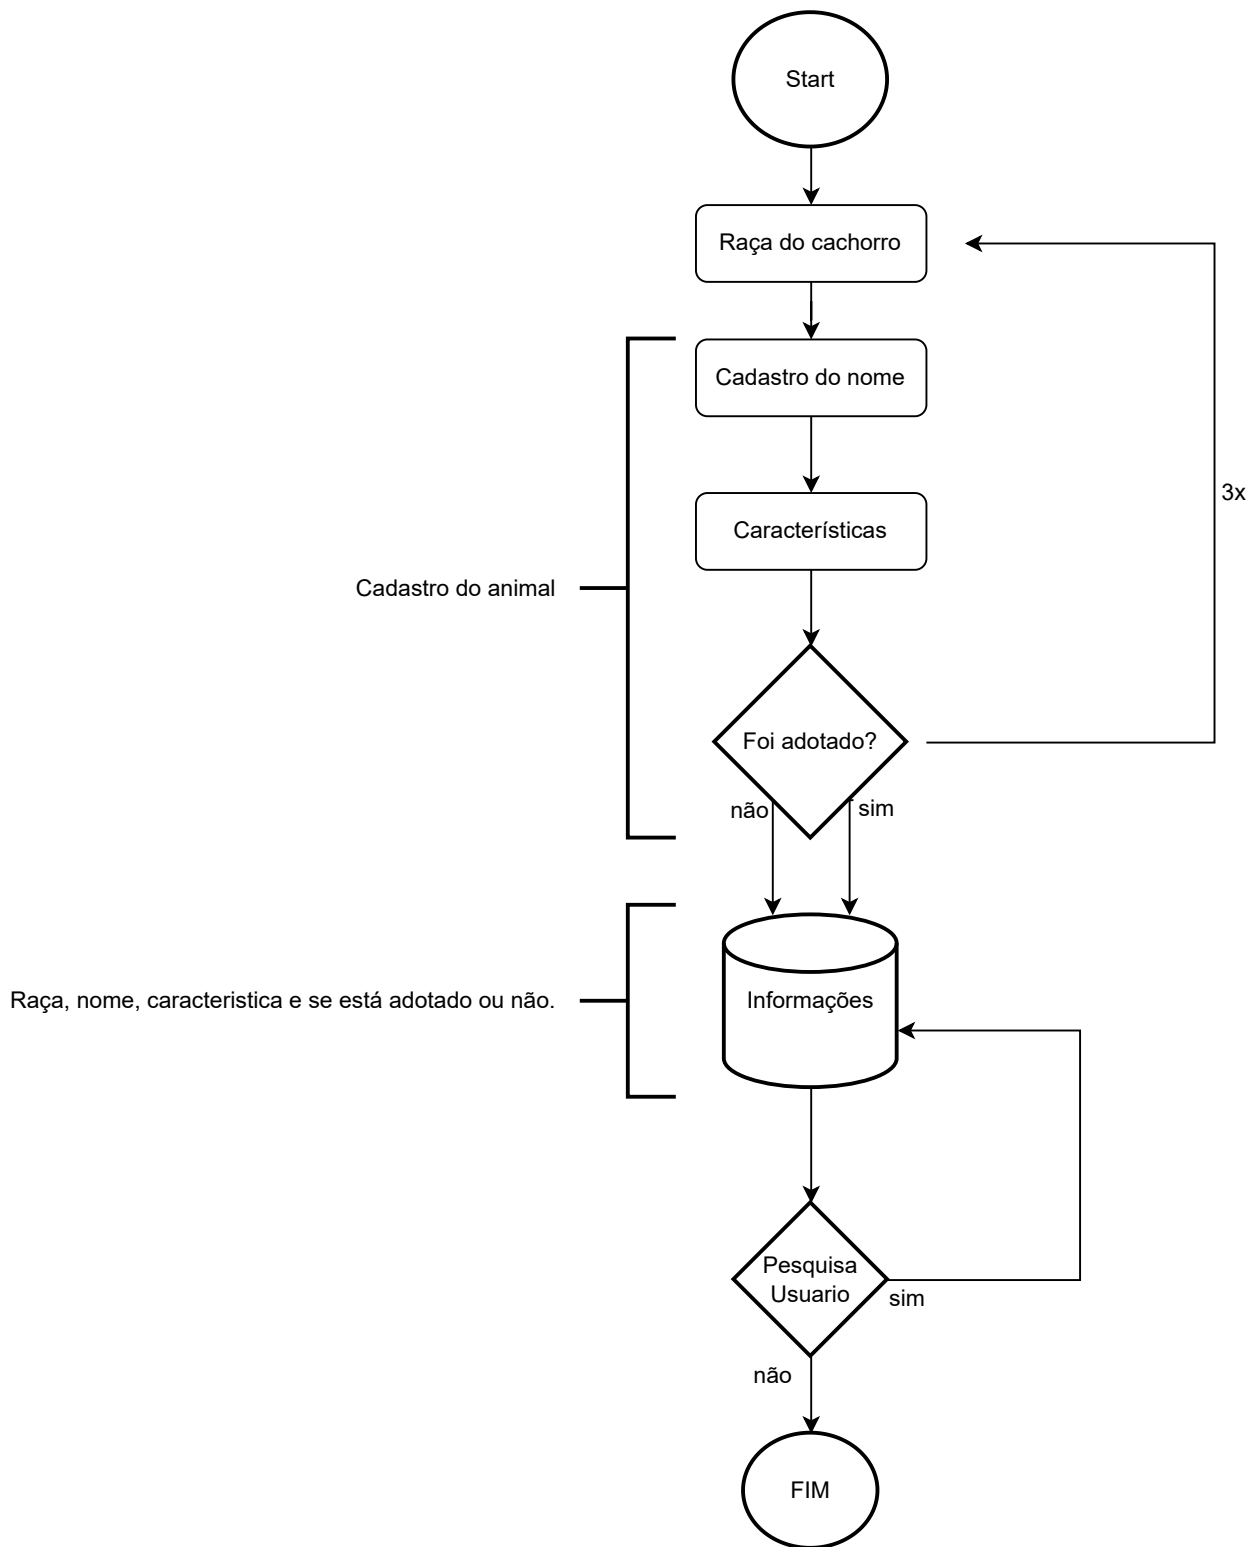 Start
Raça do cachorro
Cadastro do nome
3x
Característisticas
Cadastro do animal
Foi adotado?
não
sim
Raça, nome, caracteristica e se está adotado ou não.
Informações
Pesquisa
Usuario
sim
não
FIM